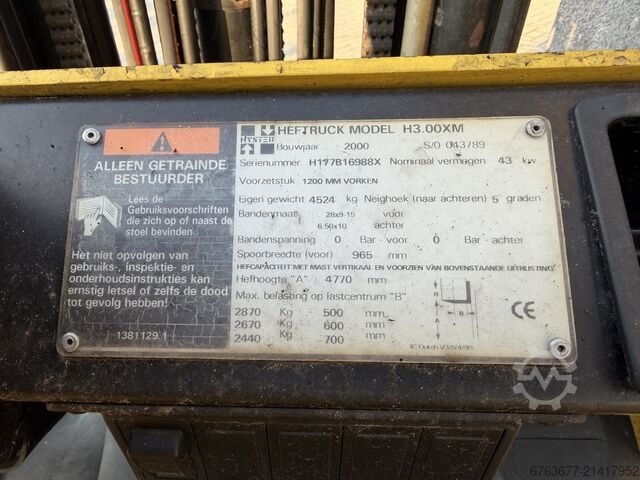 ALLEEN GETRAINDE
BESTUURDER
Lees de
Gebruiksvoorschriften
die zich op of naast de
stoel bevinden.
Het niet opvolgen van
gebruiks-, inspektie- en
onderhoudsinstrukties kan
ernstig letsel of zelfs de dood
tot gevolg hebben!
1381129.1
HYSTER
HEFTRUCK MODEL H3.00XM
Bouwjaar 2000 S/O 043789
Serienummer H177B16988X Nominaal vermogen 43 kw
Voorzetstuk 1200 MM VORKEN
Eigen gewicht 4524 kg Neighoek (naar achteren) 5 graden
Bandenmaat 28x9-15 voor
6.50x10 achter
Bandenspanning 0 Bar - voor 0 Bar - achter
Spoorbreedte (voor) 965 mm
HEFCAPACITEIT MET MAST VERTIKAAL EN VOORZIEN VAN BOVENSTAANDE UITRUSTING
Hefhoogte "A" 4770 mm
Max. belasting op lastcentrum "B"
2870 Kg 500 mm
2670 Kg 600 mm
2440 Kg 700 mm
A
B
6763677-21417952